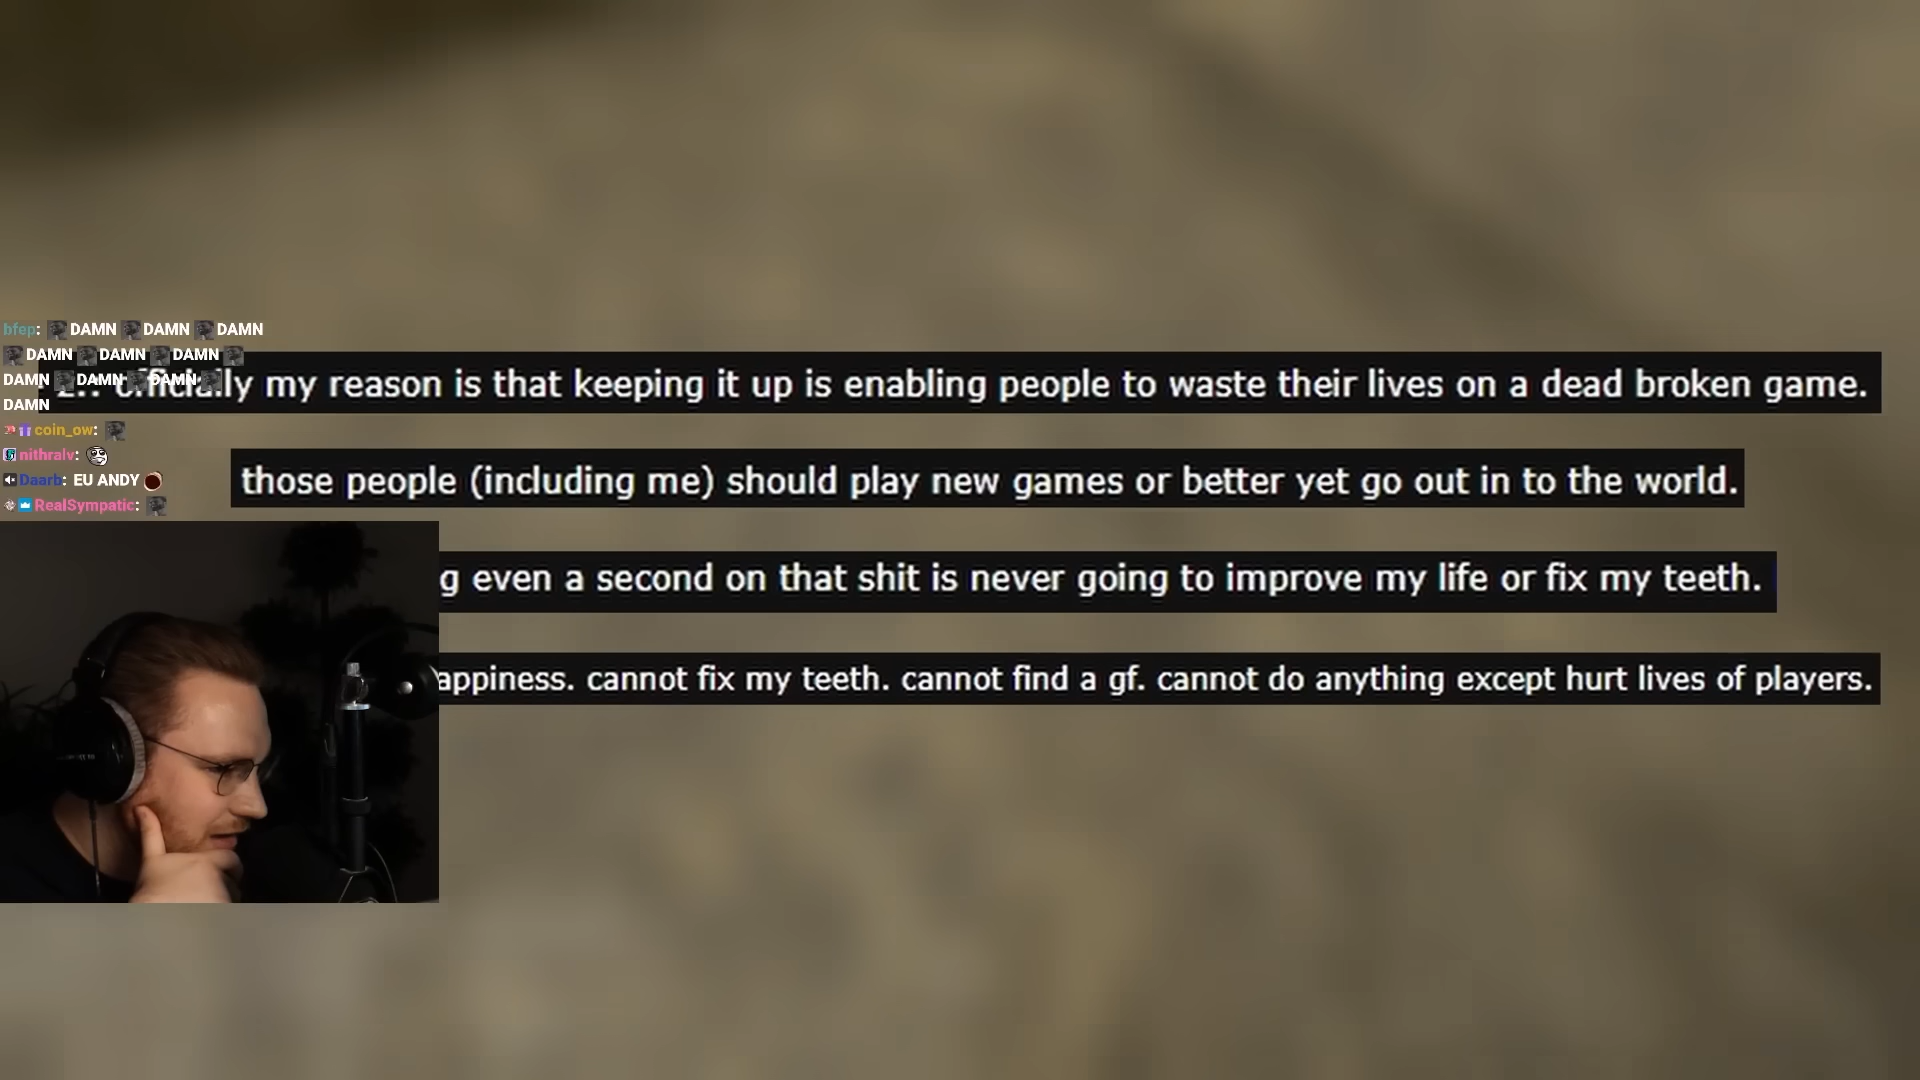 bfep: DAMN DAMN DAMN
DAMN DAMN DAMN
DAMN DAMN DAMN
DAMN
coin_ow:
nithralv:
Daarb: EU ANDY
RealSympatic:
officially my reason is that keeping it up is enabling people to waste their lives on a dead broken game.
those people (including me) should play new games or better yet go out in to the world.
g even a second on that shit is never going to improve my life or fix my teeth.
appiness. cannot fix my teeth. cannot find a gf. cannot do anything except hurt lives of players.